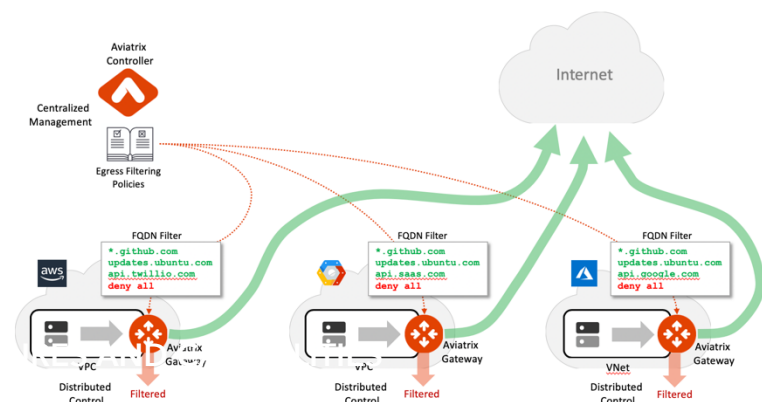 Aviatrix
Controller
Centralized
Management
Egress Filtering
Policies
Internet
FQDN Filter
*.github.com
updates.ubuntu.com
api.twillio.com
deny all
FQDN Filter
*.github.com
updates.ubuntu.com
api.saas.com
deny all
FQDN Filter
*.github.com
updates.ubuntu.com
api.google.com
deny all
aws
VPC
Aviatrix
Gateway
Distributed
Control
Filtered
VPC
Aviatrix
Gateway
Distributed
Control
Filtered
VNet
Aviatrix
Gateway
Distributed
Control
Filtered